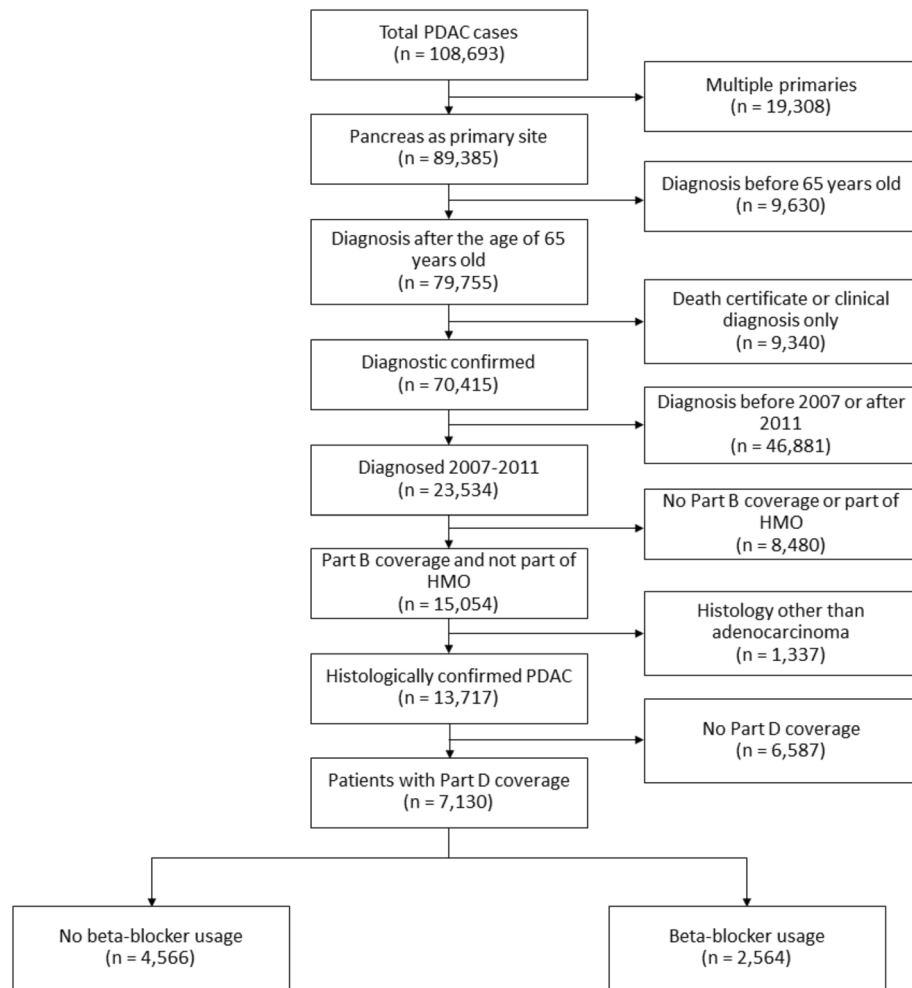 Total PDAC cases
(n = 108,693)
Multiple primaries
(n = 19,308)
Pancreas as primary site
(n = 89,385)
Diagnosis before 65 years old
(n = 9,630)
Diagnosis after the age of 65
years old
(n = 79,755)
Death certificate or clinical
diagnosis only
(n = 9,340)
Diagnostic confirmed
(n = 70,415)
Diagnosis before 2007 or after
2011
(n = 46,881)
Diagnosed 2007-2011
(n = 23,534)
No Part B coverage or part of
HMO
(n = 8,480)
Part B coverage and not part of
HMO
(n = 15,054)
Histology other than
adenocarcinoma
(n = 1,337)
Histologically confirmed PDAC
(n = 13,717)
No Part D coverage
(n = 6,587)
Patients with Part D coverage
(n = 7,130)
No beta-blocker usage
(n = 4,566)
Beta-blocker usage
(n = 2,564)